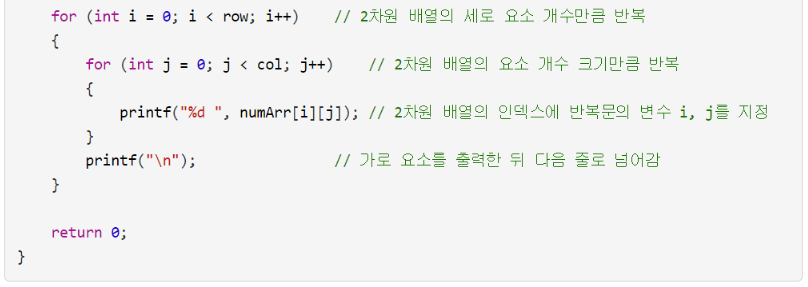 for (int i = 0; i < row; i++)    // 2차원 배열의 세로 요소 개수만큼 반복
{
for (int j = 0; j < col; j++)    // 2차원 배열의 요소 개수 크기만큼 반복
{
printf("%d ", numArr[i][j]); // 2차원 배열의 인덱스에 반복문의 변수 i, j를 지정
}
printf("\n");                // 가로 요소를 출력한 뒤 다음 줄로 넘어감
}
return 0;
}